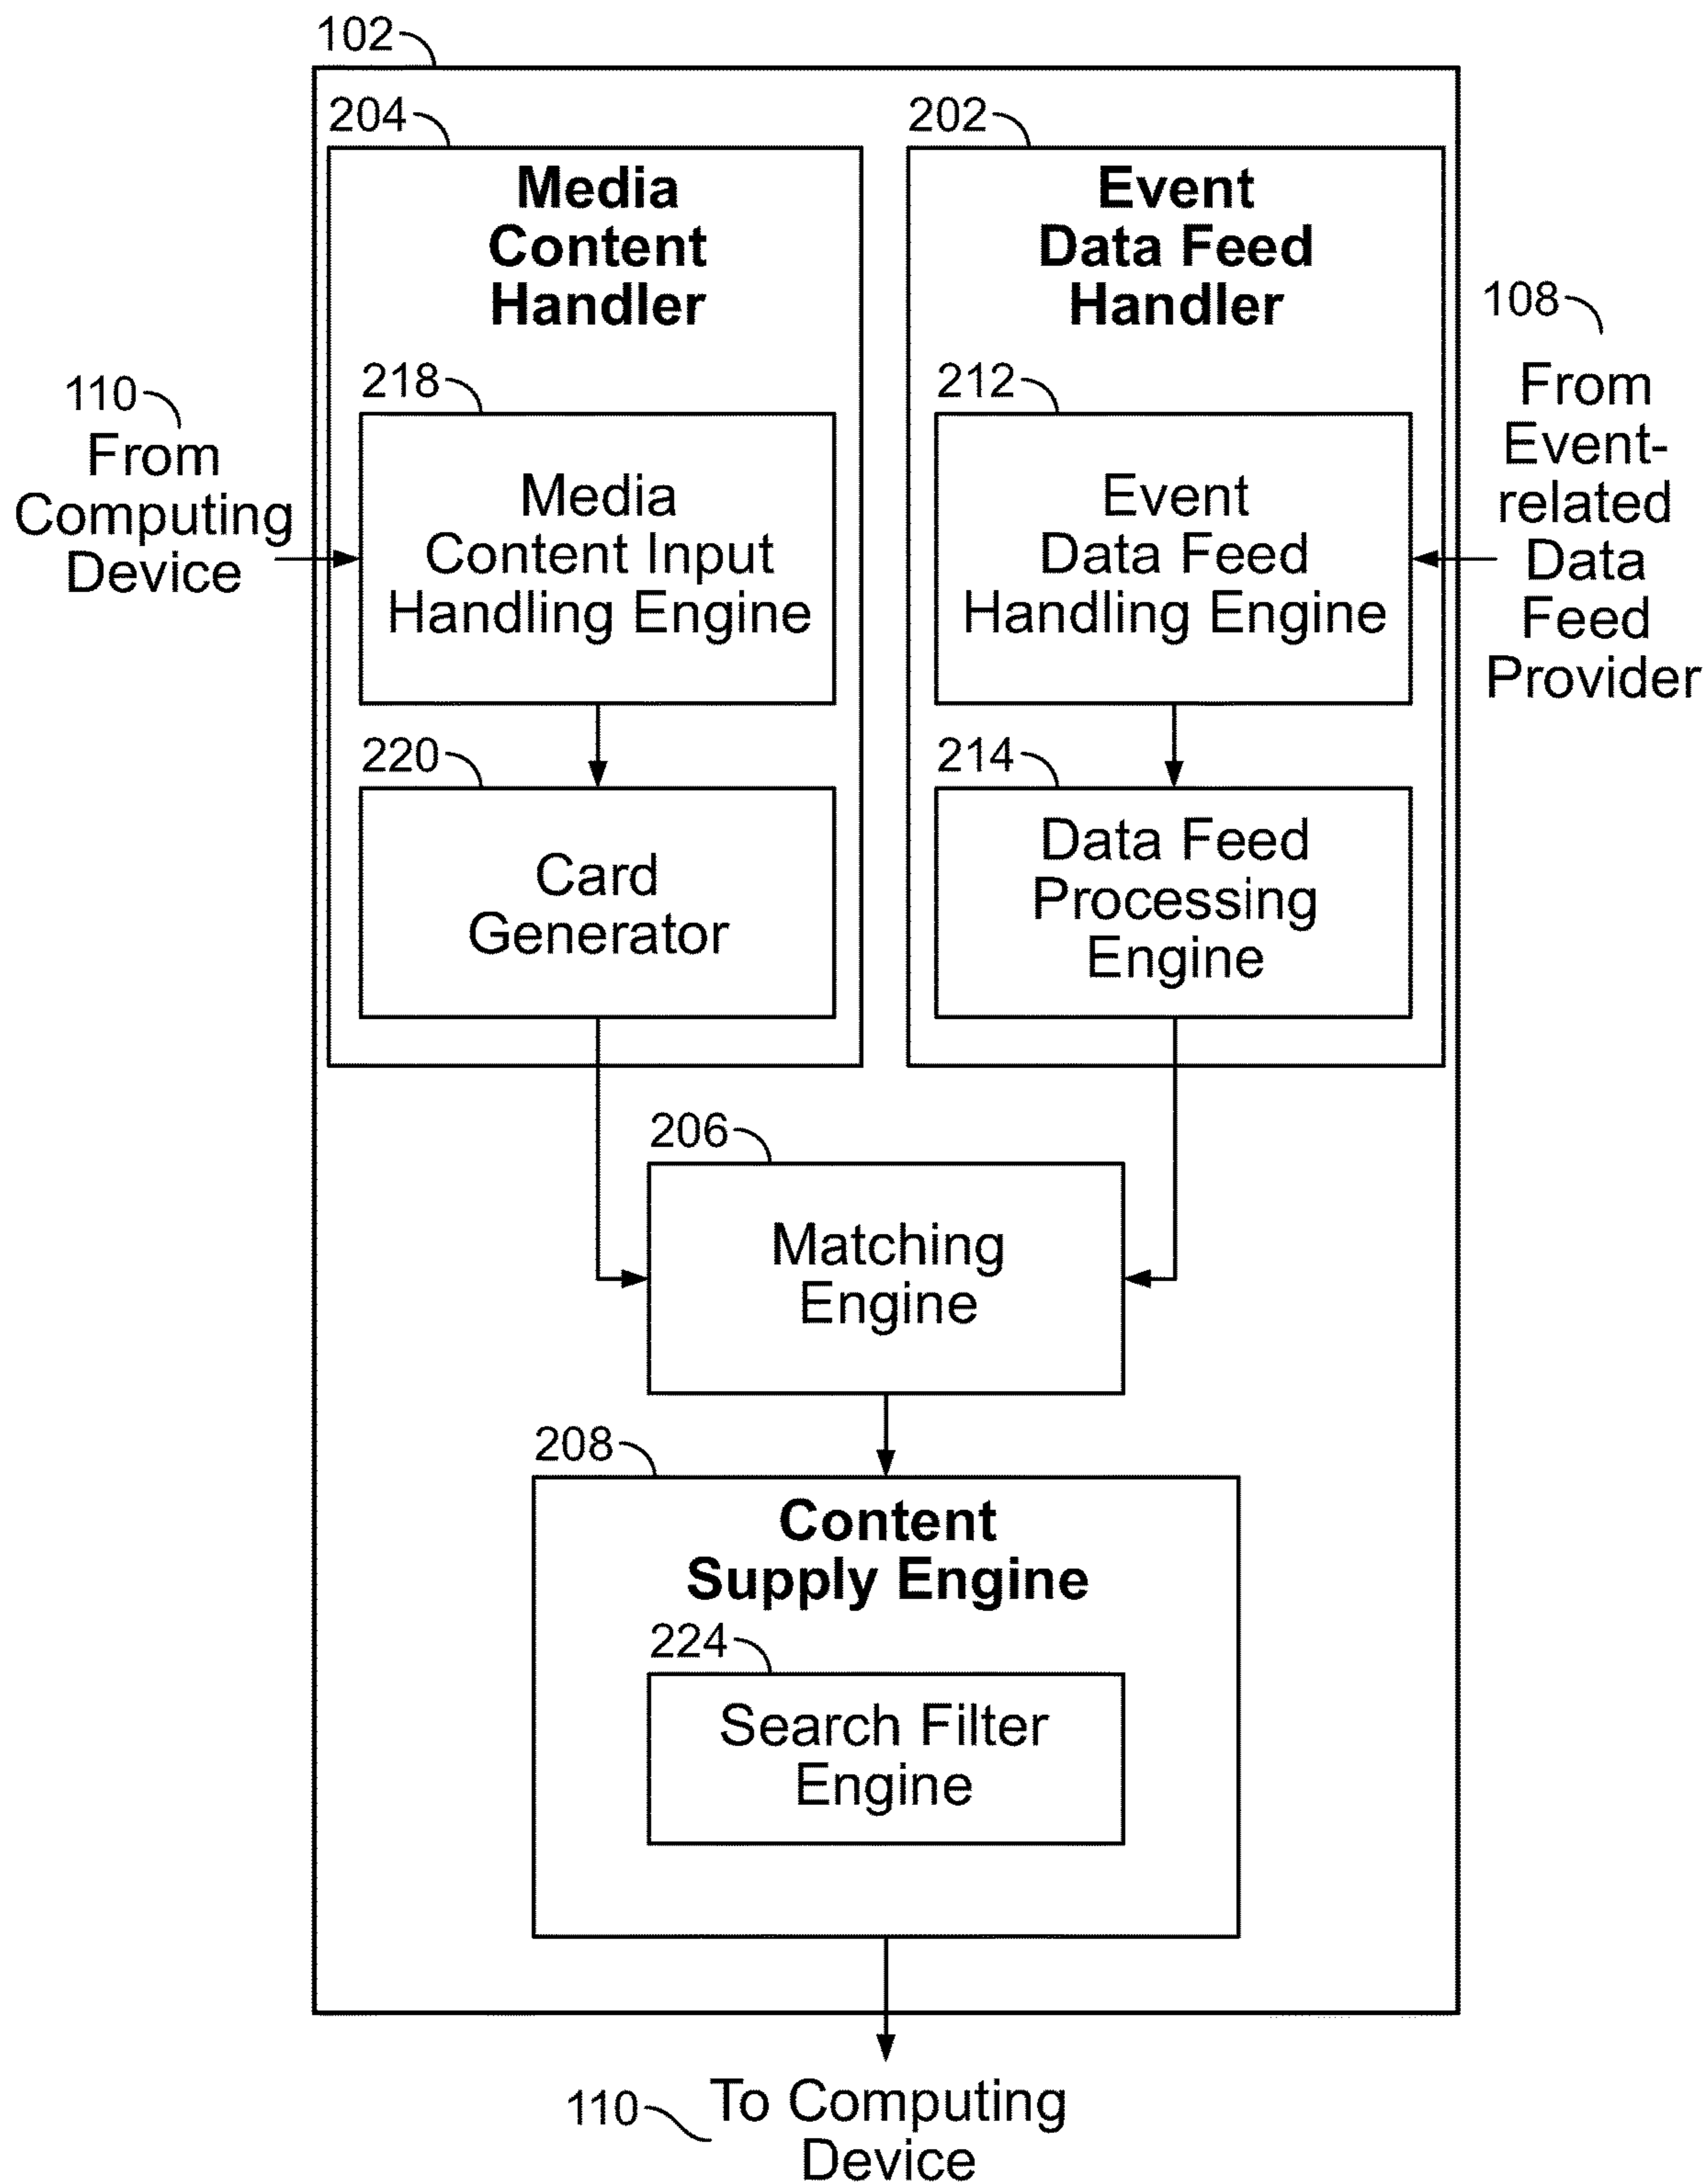 102
204
Media
Content
Handler
218
Media
Content Input
Handling Engine
220
Card
Generator
202
Event
Data Feed
Handler
212
Event
Data Feed
Handling Engine
214
Data Feed
Processing
Engine
110
From
Computing
Device
108
From
Event-
related
Data
Feed
Provider
206
Matching
Engine
208
Content
Supply Engine
224
Search Filter
Engine
110
To Computing
Device